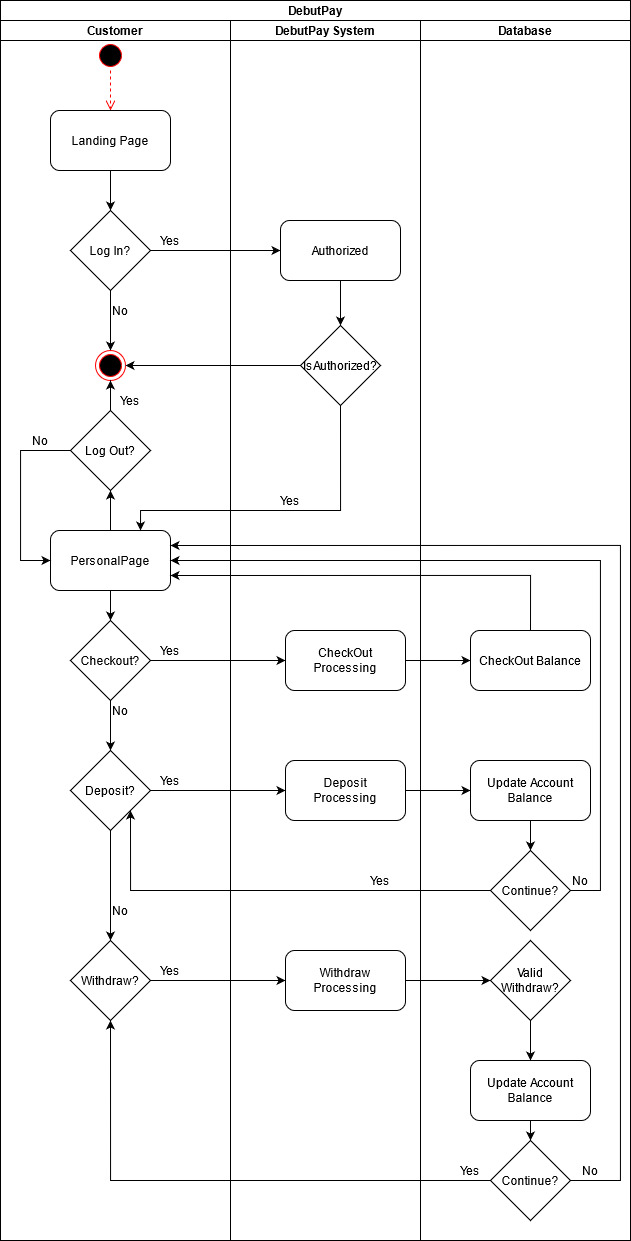 DebutPay
Customer
DebutPay System
Database
Landing Page
Log In?
Yes
Authorized
No
IsAuthorized?
Yes
No
Log Out?
Yes
PersonalPage
Checkout?
Yes
CheckOut
Processing
CheckOut Balance
No
Deposit?
Yes
Deposit
Processing
Update Account
Balance
Yes
Continue?
No
No
Withdraw?
Yes
Withdraw
Processing
Valid
Withdraw?
Update Account
Balance
Yes
Continue?
No